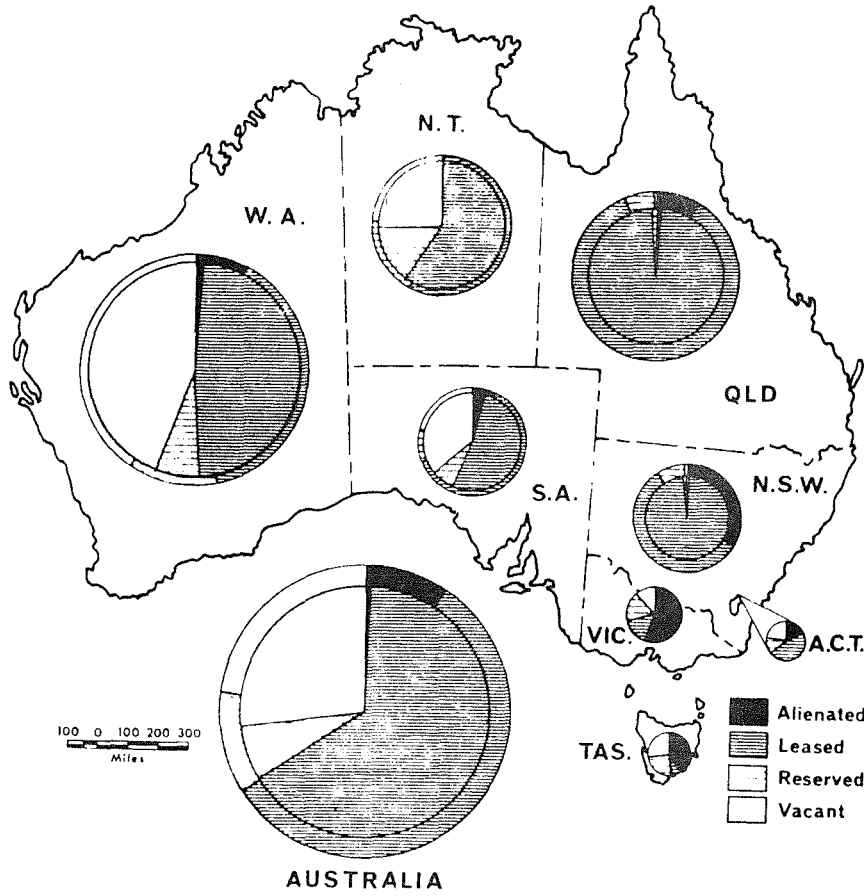 N.T.
W. A.
QLD
S.A.
N.S.W.
VIC.
A.C.T.
TAS.
100 0 100 200 300
Miles
Alienated
Leased
Reserved
Vacant
AUSTRALIA